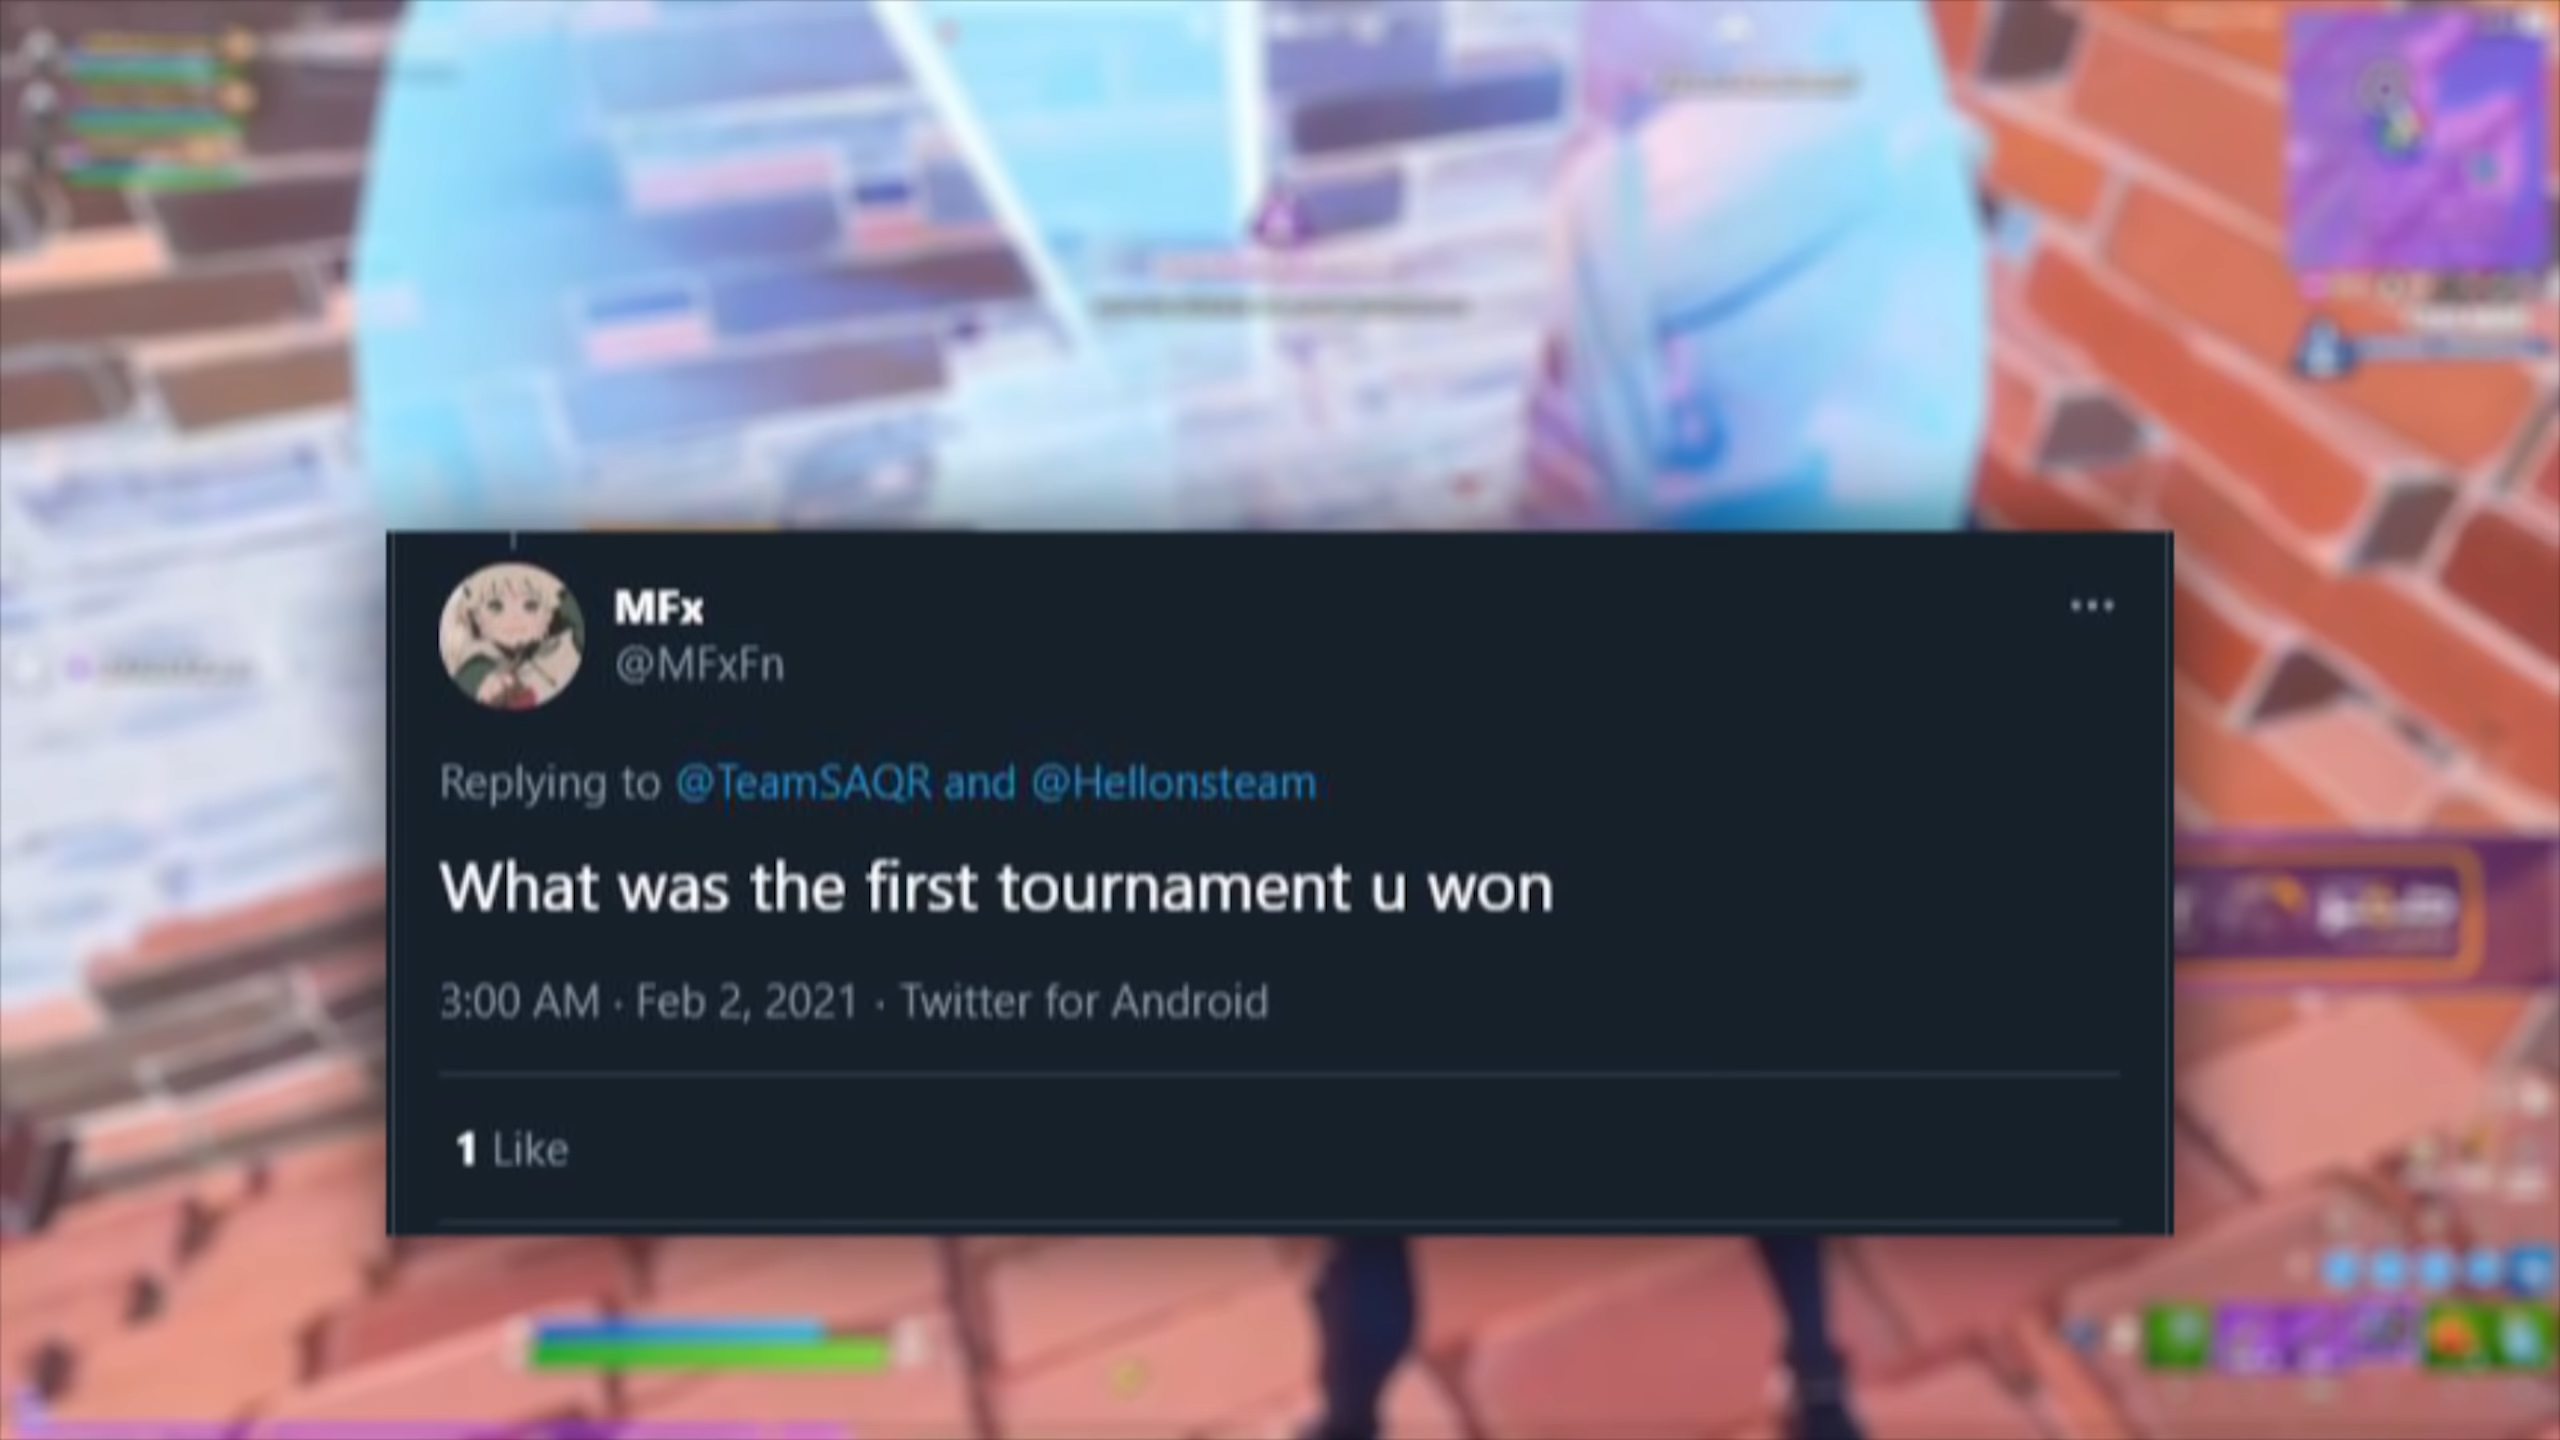 MFx
@MFxFn
Replying to @TeamSAQR and @Hellonsteam
What was the first tournament u won
3:00 AM · Feb 2, 2021 · Twitter for Android
1 Like